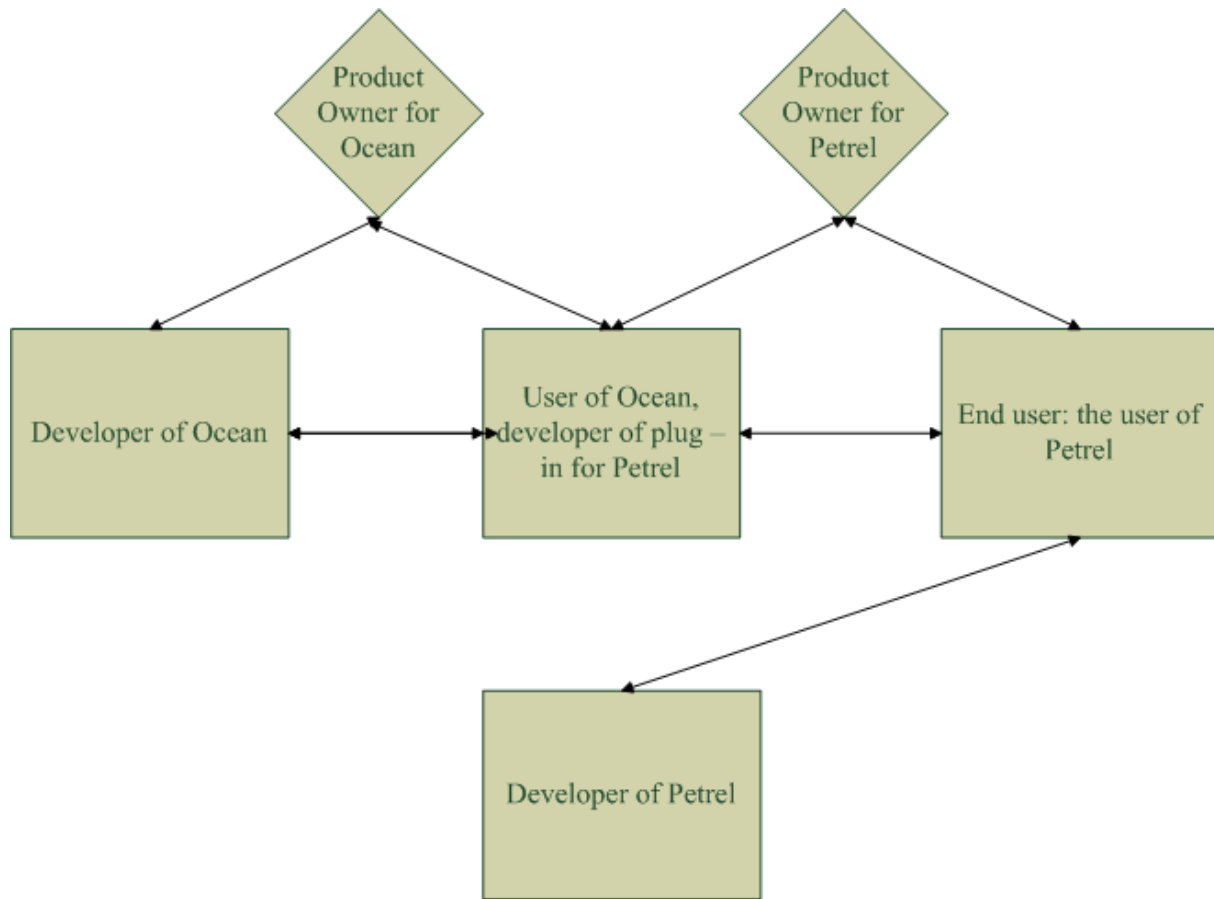 Product
Owner for
Ocean
Product
Owner for
Petrel
Developer of Ocean
User of Ocean,
developer of plug –
in for Petrel
End user: the user of
Petrel
Developer of Petrel